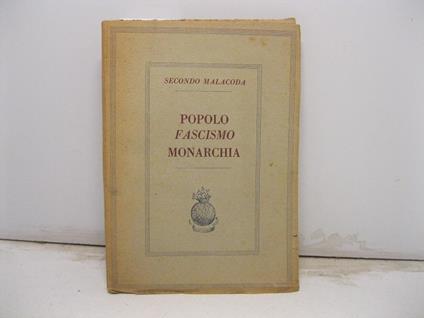 SECONDO MALACODA
POPOLO
FASCISMO
MONARCHIA